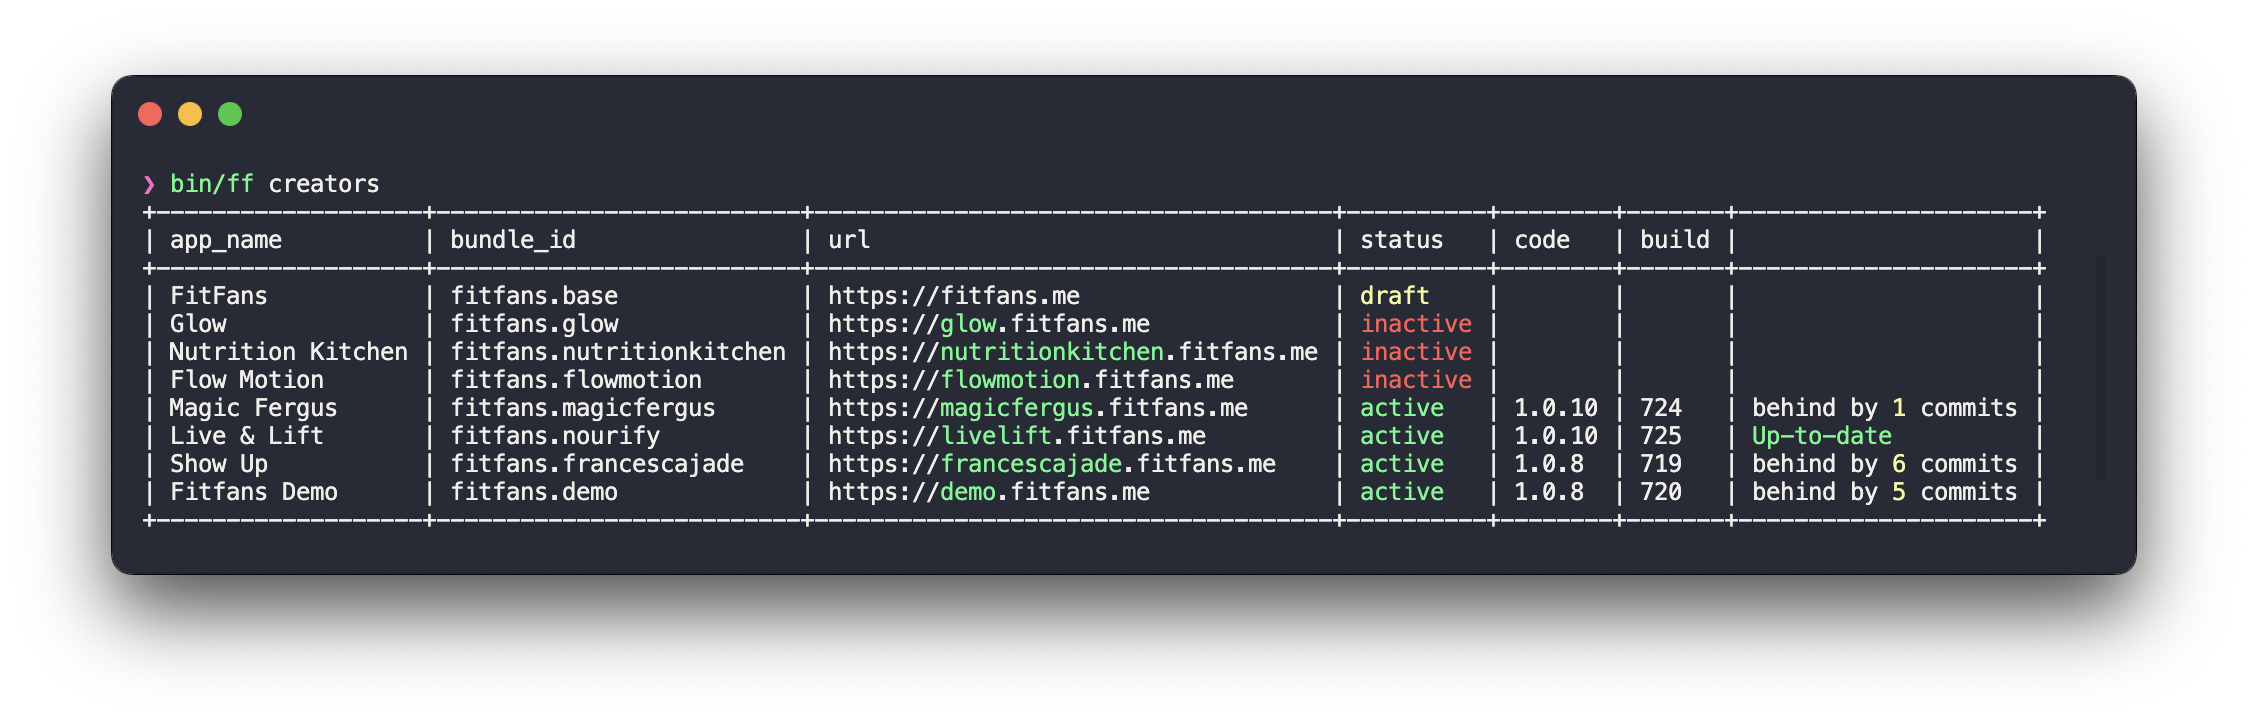 ❯ bin/ff creators
+-------------------+--------------------------+-------------------------------------+----------+--------+-------+---------------------+
| app_name          | bundle_id                | url                                 | status   | code   | build |                     |
+-------------------+--------------------------+-------------------------------------+----------+--------+-------+---------------------+
| FitFans           | fitfans.base             | https://fitfans.me                  | draft    |        |       |                     |
| Glow              | fitfans.glow             | https://glow.fitfans.me             | inactive |        |       |                     |
| Nutrition Kitchen | fitfans.nutritionkitchen | https://nutritionkitchen.fitfans.me | inactive |        |       |                     |
| Flow Motion       | fitfans.flowmotion       | https://flowmotion.fitfans.me       | inactive |        |       |                     |
| Magic Fergus      | fitfans.magicfergus      | https://magicfergus.fitfans.me      | active   | 1.0.10 | 724   | behind by 1 commits |
| Live & Lift       | fitfans.nourify          | https://livelift.fitfans.me         | active   | 1.0.10 | 725   | Up-to-date          |
| Show Up           | fitfans.francescajade    | https://francescajade.fitfans.me    | active   | 1.0.8  | 719   | behind by 6 commits |
| Fitfans Demo      | fitfans.demo             | https://demo.fitfans.me             | active   | 1.0.8  | 720   | behind by 5 commits |
+-------------------+--------------------------+-------------------------------------+----------+--------+-------+---------------------+